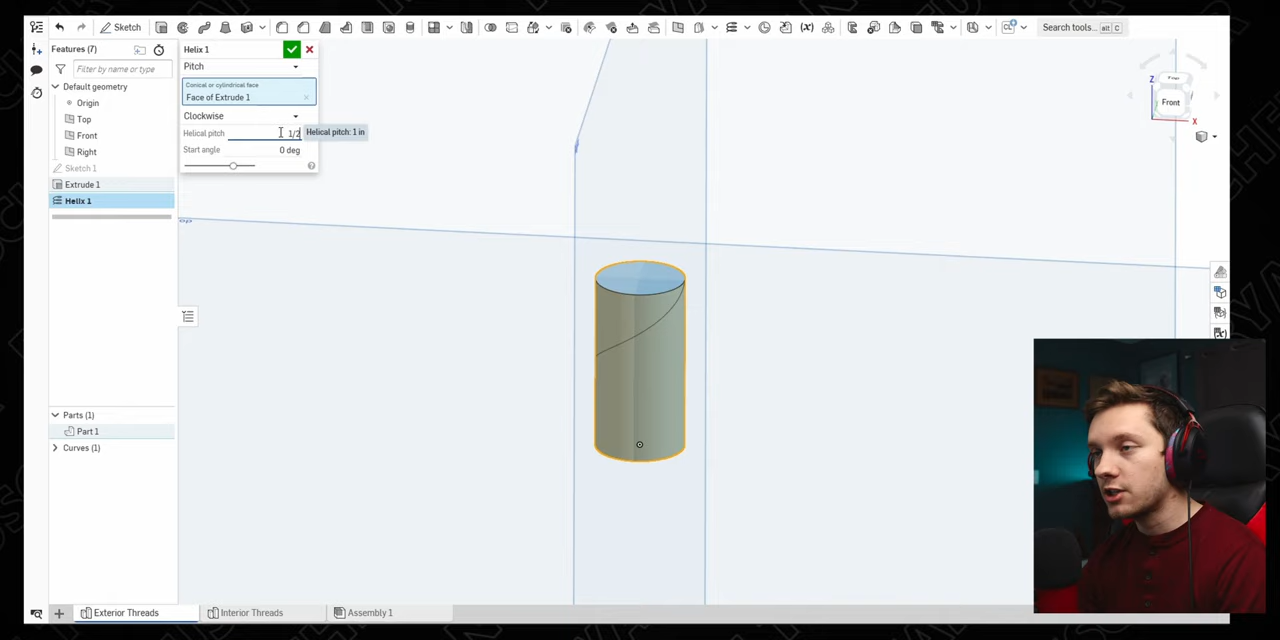 Sketch
Search tools...
alt
C
Features (7)
Filter by name or type
Default geometry
Origin
Top
Front
Right
Sketch 1
Extrude 1
Helix 1
Parts (1)
Part 1
Curves (1)
Helix 1
Pitch
Conical or cylindrical face
Face of Extrude 1
Clockwise
Helical pitch 1/2
Helical pitch: 1 in
Start angle 0 deg
Top
Z
Front
X
Exterior Threads
Interior Threads
Assembly 1